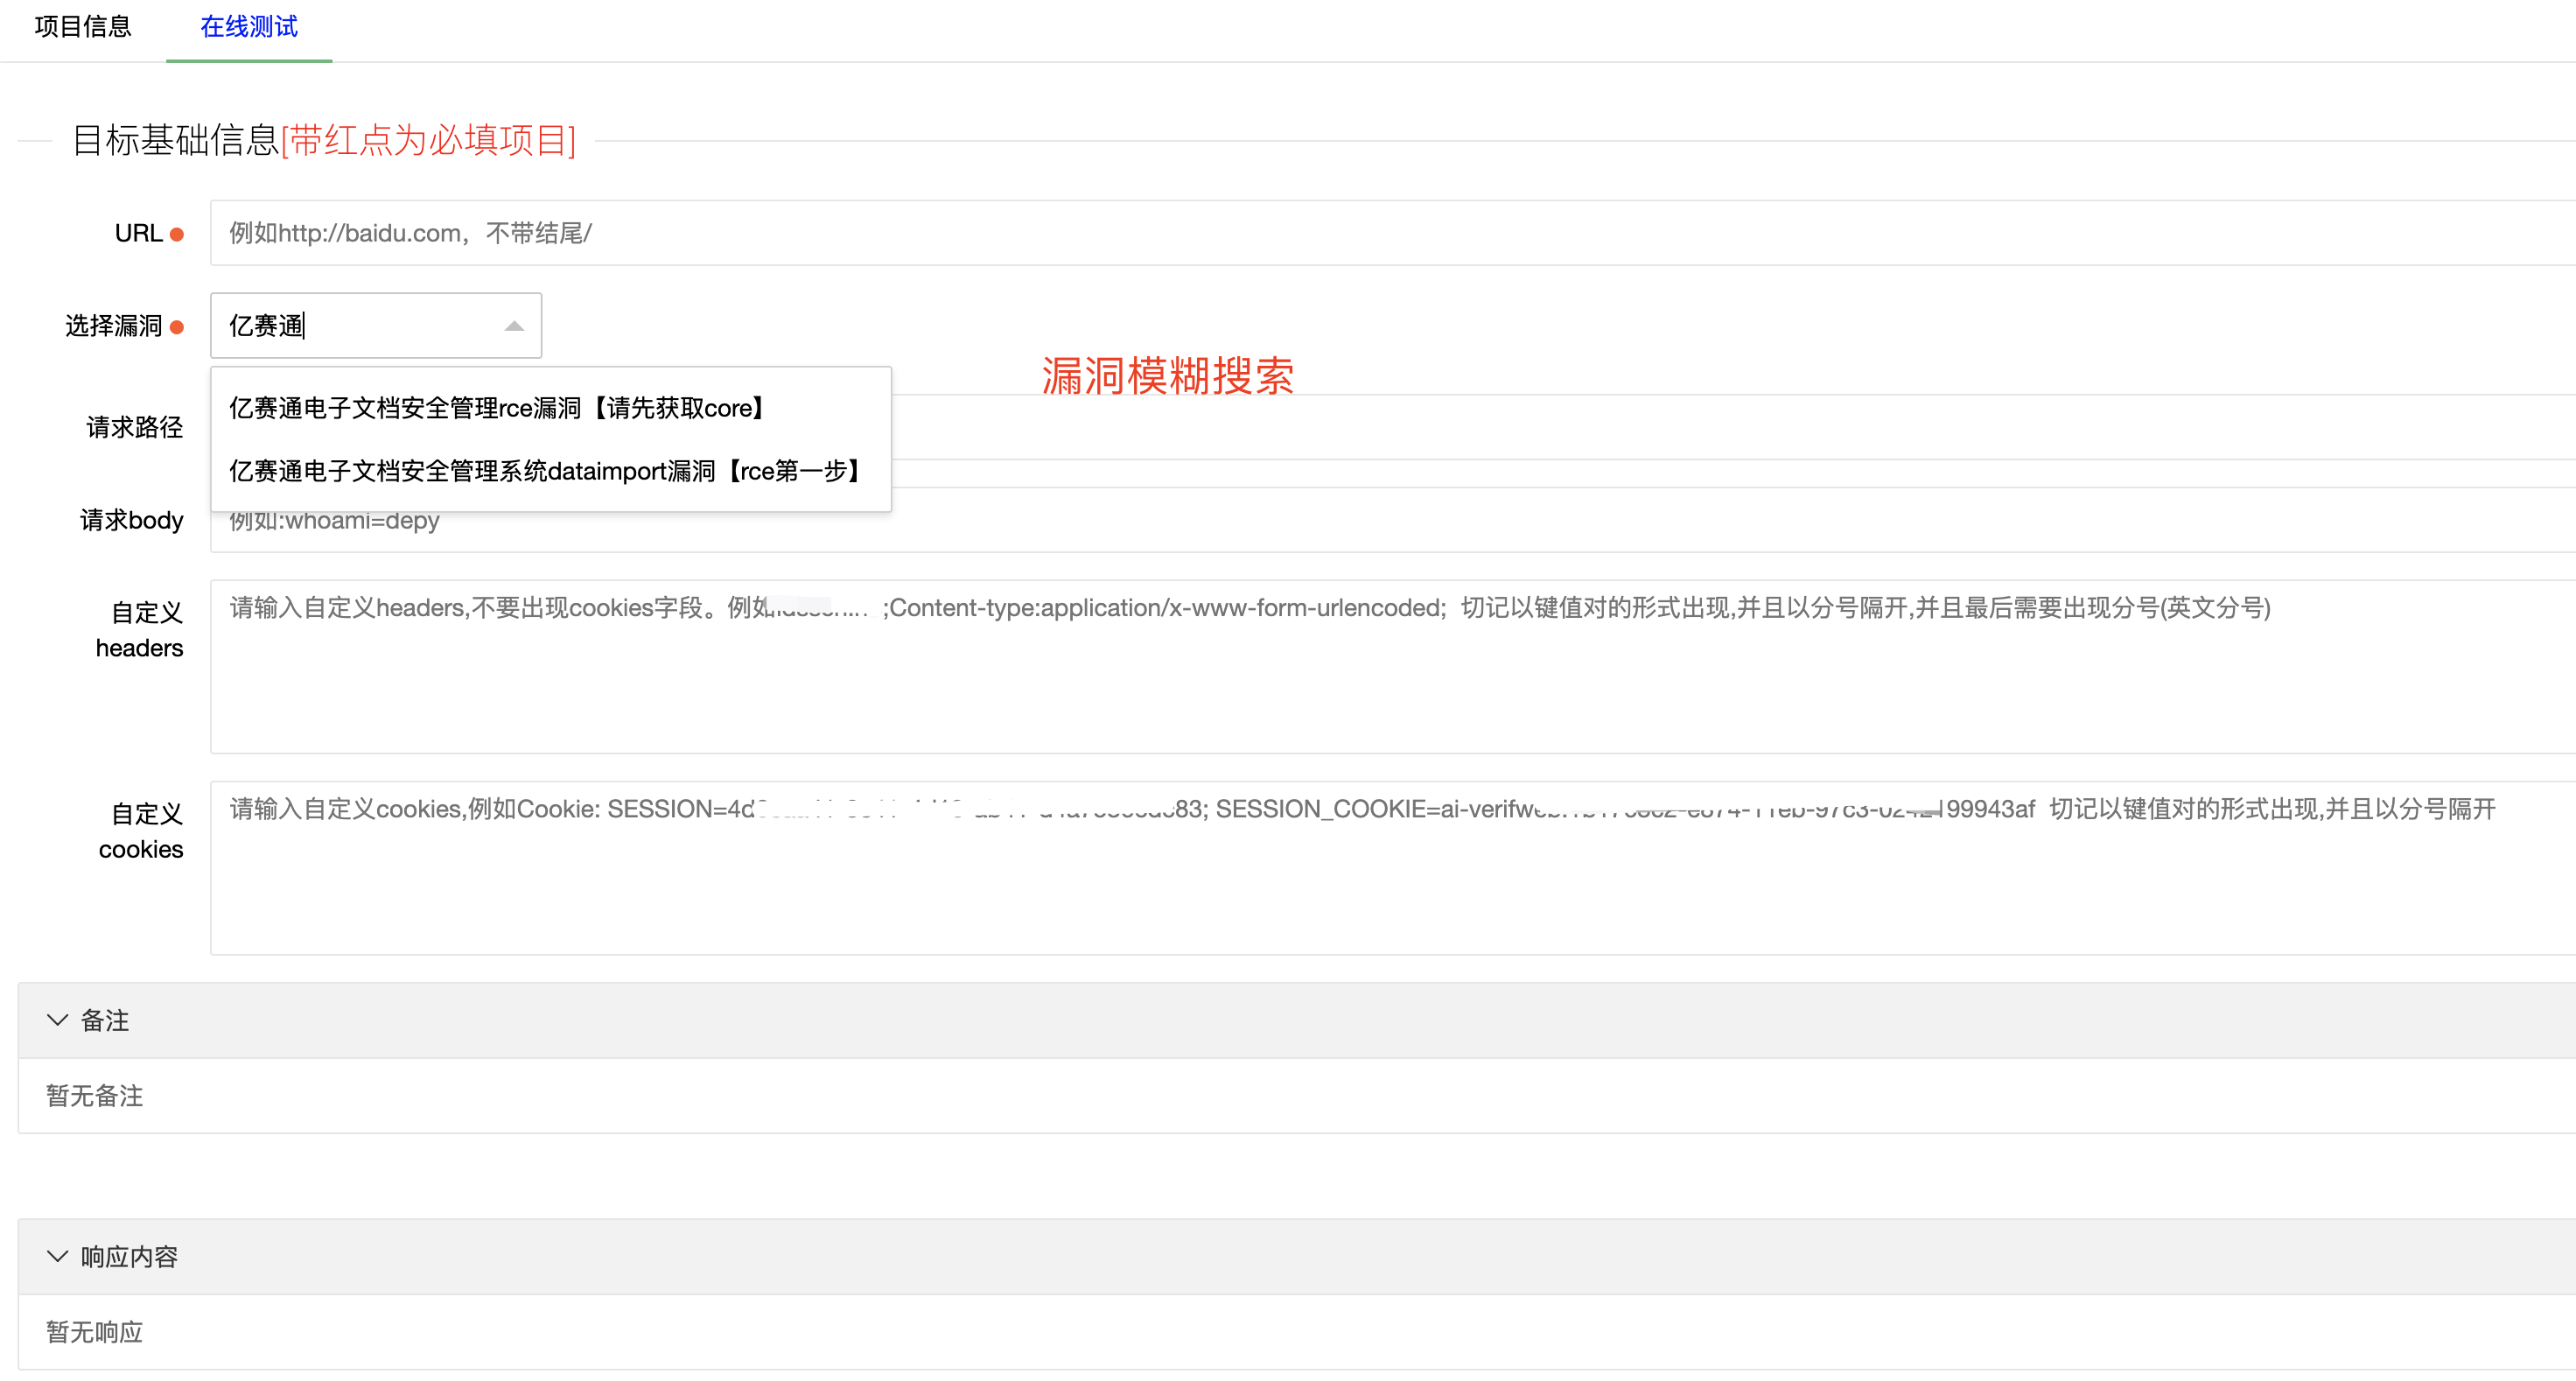 项目信息 在线测试
目标基础信息[带红点为必填项目]
URL 例如http://baidu.com，不带结尾/
选择漏洞 亿赛通
漏洞模糊搜索
亿赛通电子文档安全管理rce漏洞【请先获取core】
亿赛通电子文档安全管理系统dataimport漏洞【rce第一步】
请求路径
请求body 例如:whoami=depy
自定义headers 请输入自定义headers,不要出现cookies字段。例如 ;Content-type:application/x-www-form-urlencoded; 切记以键值对的形式出现,并且以分号隔开,并且最后需要出现分号(英文分号)
自定义cookies 请输入自定义cookies,例如Cookie: SESSION=4d 83; SESSION_COOKIE=ai-verifw 199943af 切记以键值对的形式出现,并且以分号隔开
备注
暂无备注
响应内容
暂无响应